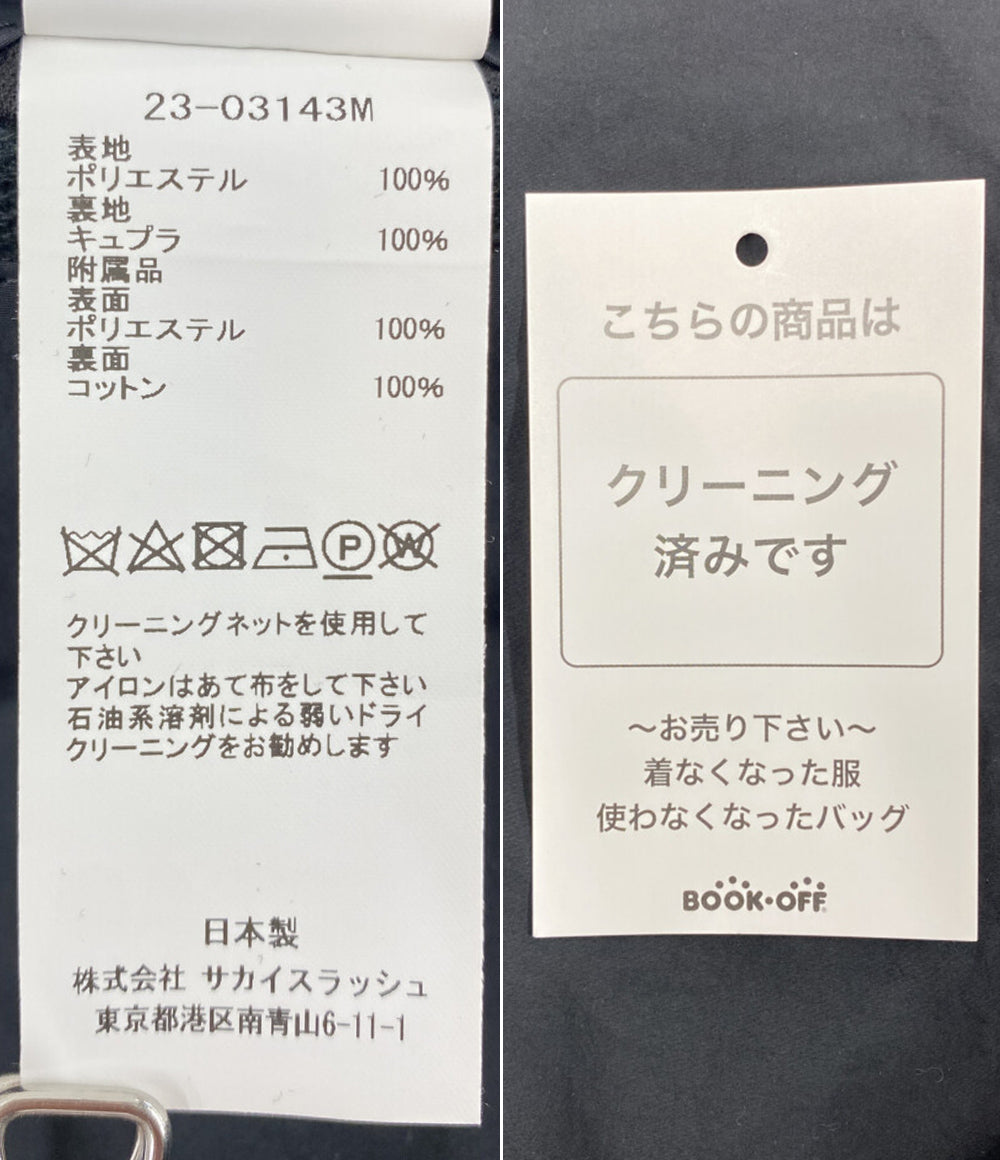 23-03143M
表地
ポリエステル 100%
裏地
キュプラ 100%
附属品
表面
ポリエステル 100%
裏面
コットン 100%
P W
クリーニングネットを使用して
下さい
アイロンはあて布をして下さい
石油系溶剤による弱いドライ
クリーニングをお勧めします
日本製
株式会社 サカイスラッシュ
東京都港区南青山6-11-1
こちらの商品は
クリーニング
済みです
～お売り下さい～
着なくなった服
使わなくなったバッグ
BOOK・OFF